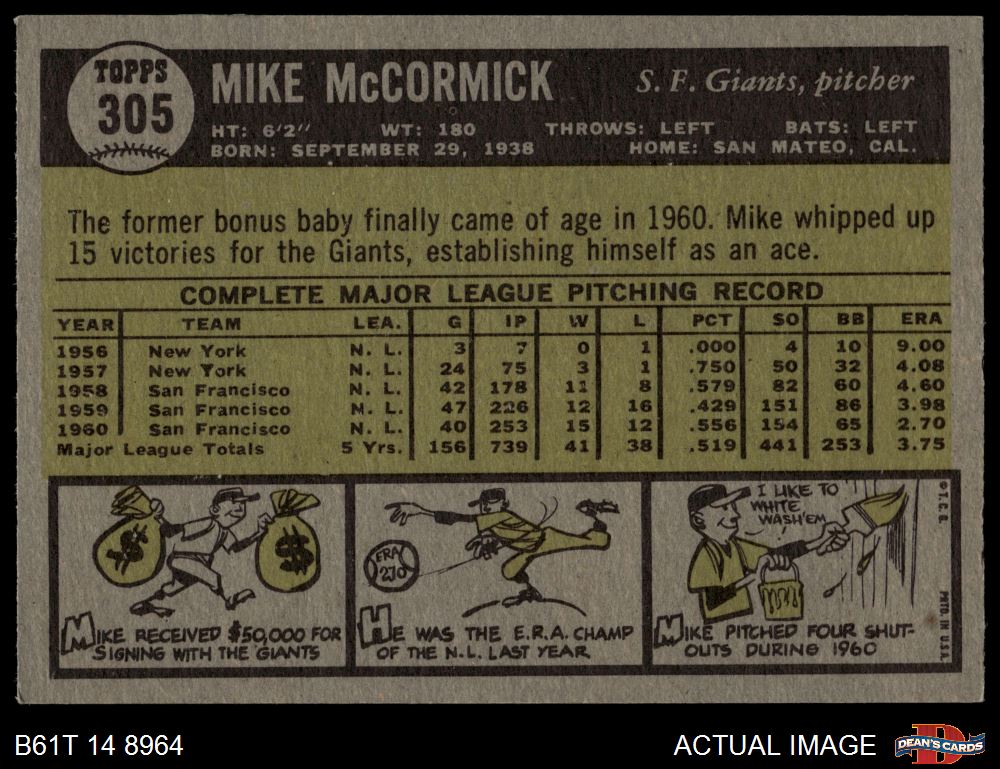 TOPPS
305
MIKE McCORMICK
S. F. Giants, pitcher
HT: 6'2" WT: 180 THROWS: LEFT BATS: LEFT
BORN: SEPTEMBER 29, 1938 HOME: SAN MATEO, CAL.
The former bonus baby finally came of age in 1960. Mike whipped up
15 victories for the Giants, establishing himself as an ace.
COMPLETE MAJOR LEAGUE PITCHING RECORD
YEAR TEAM LEA. G IP W L PCT SO BB ERA
1956 New York N. L. 3 7 0 1 .000 4 10 9.00
1957 New York N. L. 24 75 3 1 .750 50 32 4.08
1958 San Francisco N. L. 42 178 11 8 .579 82 60 4.60
1959 San Francisco N. L. 47 226 12 16 .429 151 86 3.98
1960 San Francisco N. L. 40 253 15 12 .556 154 65 2.70
Major League Totals 5 Yrs. 156 739 41 38 .519 441 253 3.75
$ $
MIKE RECEIVED $50,000 FOR
SIGNING WITH THE GIANTS
ERA
2.70
HE WAS THE E.R.A. CHAMP
OF THE N.L. LAST YEAR
I LIKE TO
WHITE
WASH'EM
MIKE PITCHED FOUR SHUT-
OUTS DURING 1960
© T.C.G. PRTD. IN U.S.A.
B61T 14 8964
ACTUAL IMAGE
D
DEAN'S CARDS